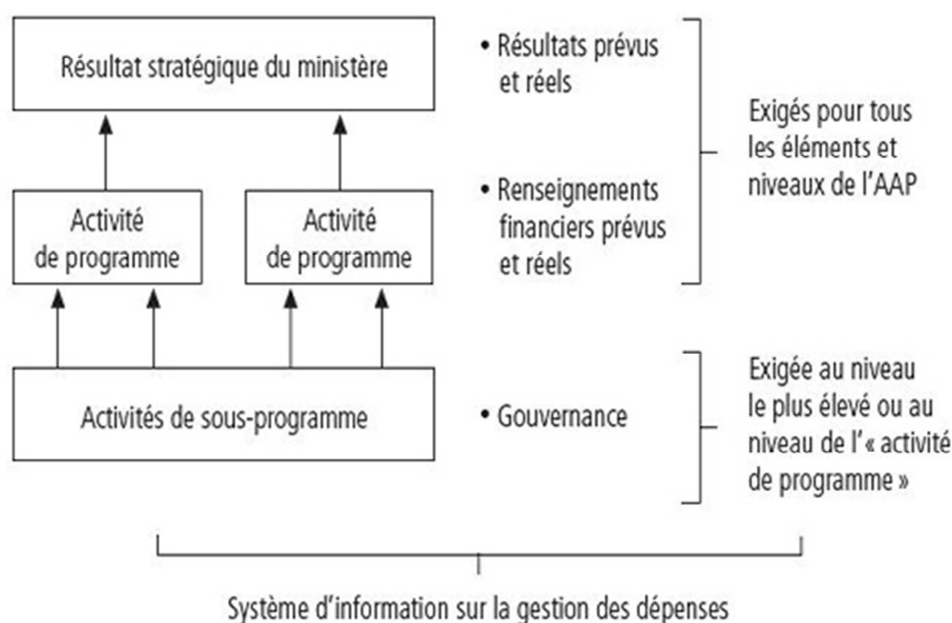 Résultat stratégique du ministère
Activité
de programme
Activité
de programme
Activités de sous-programme
• Résultats prévus
et réels
• Renseignements
financiers prévus
et réels
• Gouvernance
Exigés pour tous
les éléments et
niveaux de l’AAP
Exigée au niveau
le plus élevé ou au
niveau de l’« activité
de programme »
Système d’information sur la gestion des dépenses